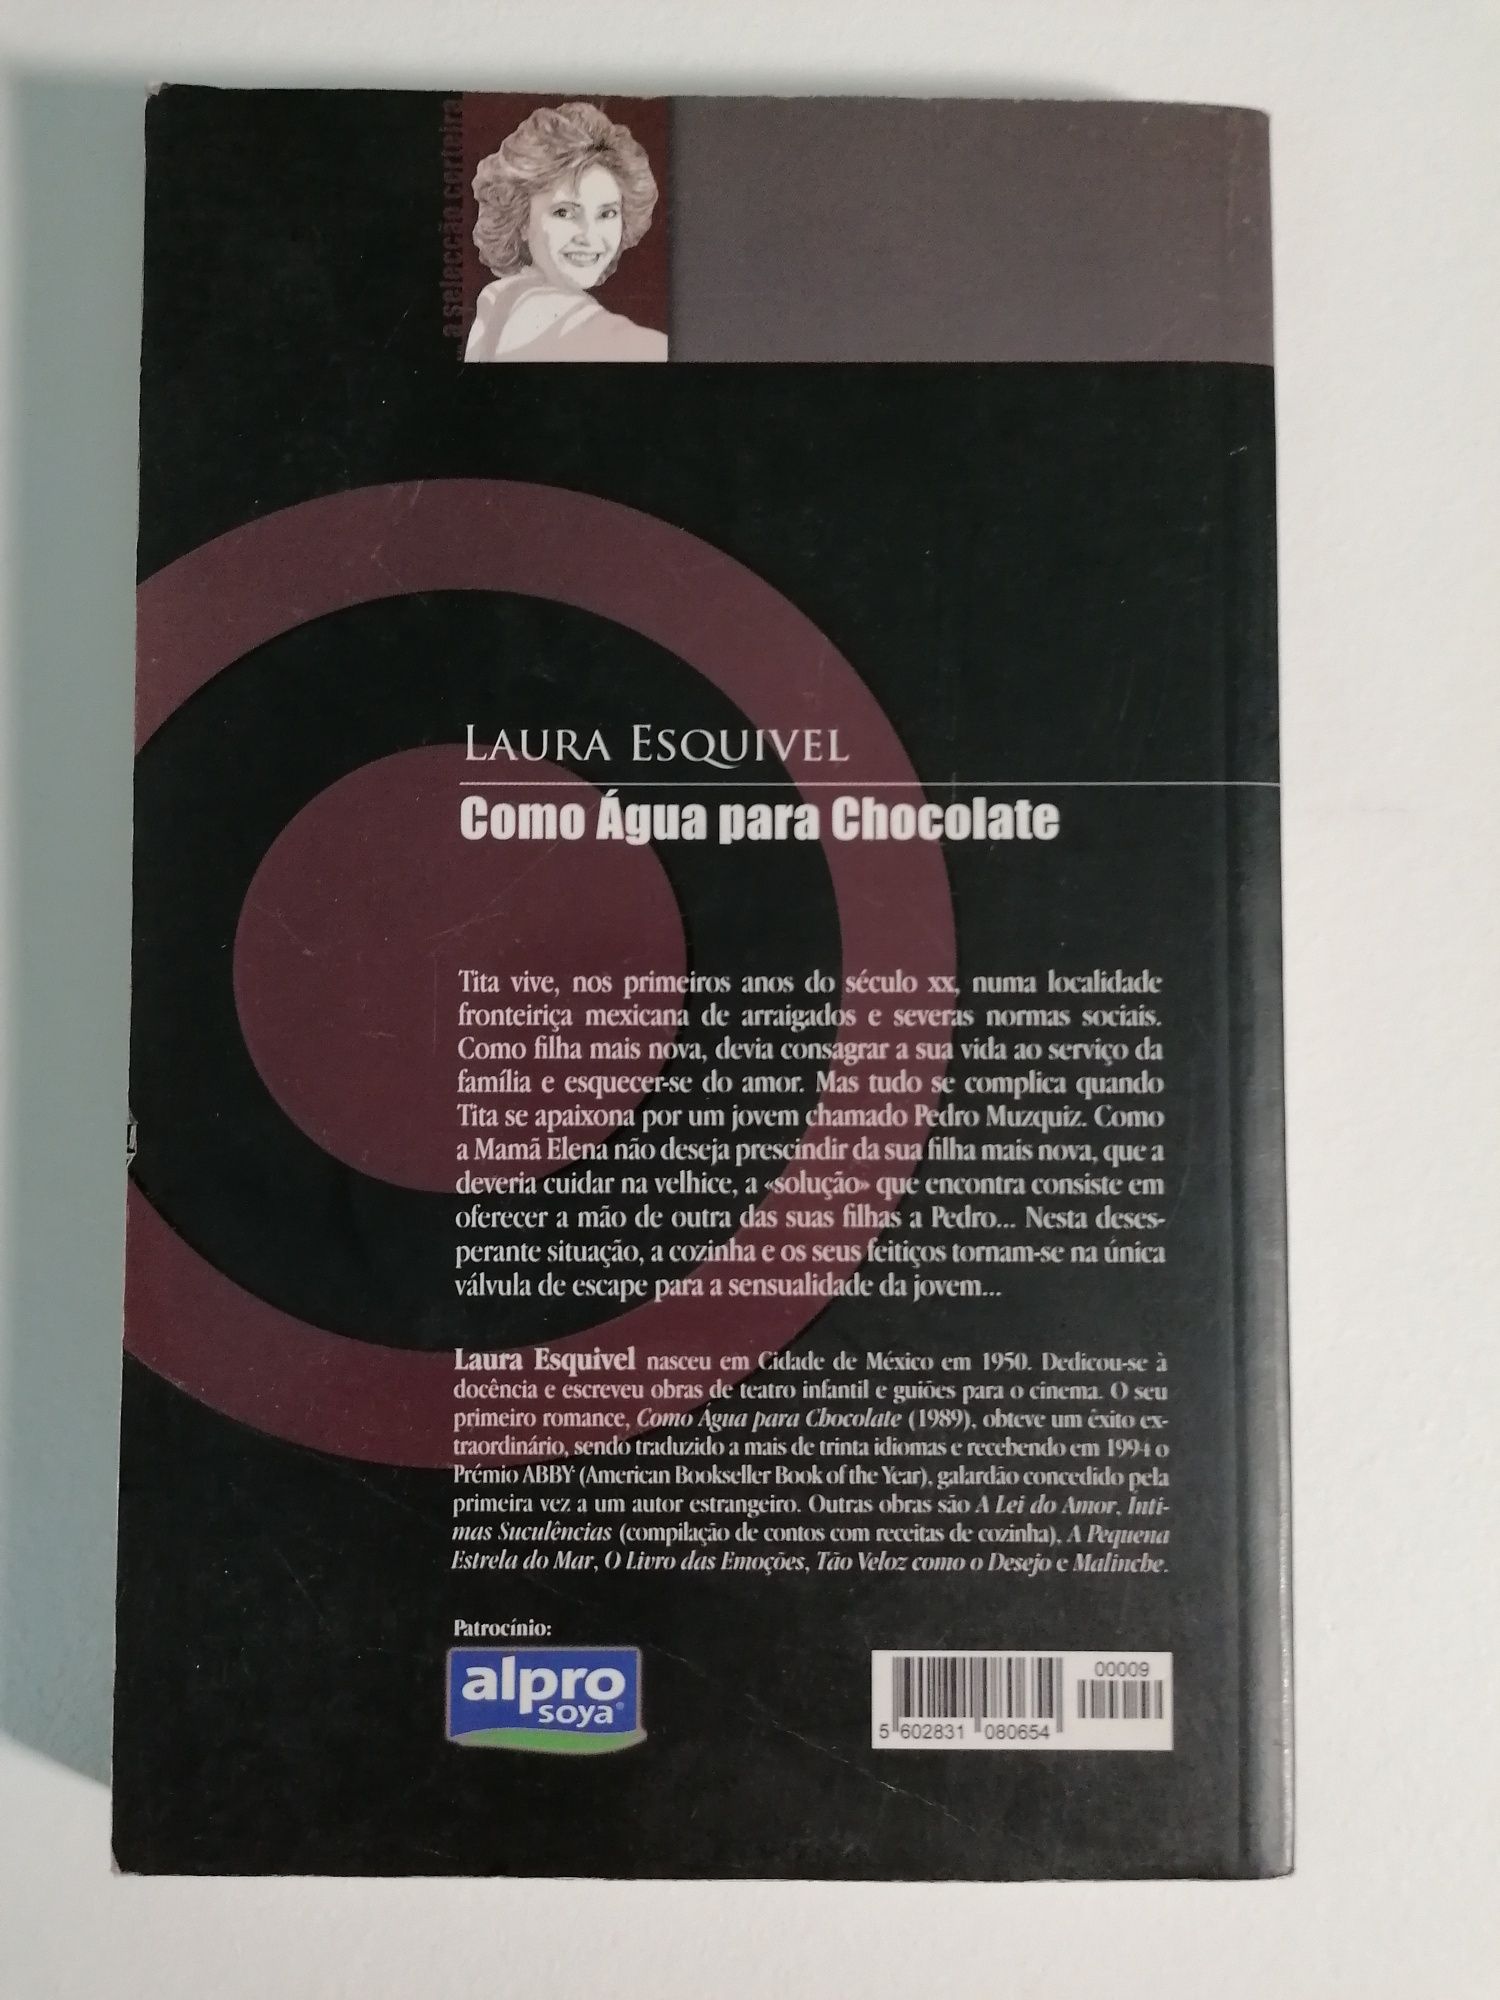 ... a selecção certeira
LAURA ESQUIVEL
Como Água para Chocolate
Tita vive, nos primeiros anos do século XX, numa localidade
fronteiriça mexicana de arraigados e severas normas sociais.
Como filha mais nova, devia consagrar a sua vida ao serviço da
família e esquecer-se do amor. Mas tudo se complica quando
Tita se apaixona por um jovem chamado Pedro Muzquiz. Como
a Mamã Elena não deseja prescindir da sua filha mais nova, que a
deveria cuidar na velhice, a «solução» que encontra consiste em
oferecer a mão de outra das suas filhas a Pedro... Nesta deses-
perante situação, a cozinha e os seus feitiços tornam-se na única
válvula de escape para a sensualidade da jovem...
Laura Esquivel nasceu em Cidade de México em 1950. Dedicou-se à
docência e escreveu obras de teatro infantil e guiões para o cinema. O seu
primeiro romance, Como Água para Chocolate (1989), obteve um êxito ex-
traordinário, sendo traduzido a mais de trinta idiomas e recebendo em 1994 o
Prémio ABBY (American Bookseller Book of the Year), galardão concedido pela
primeira vez a um autor estrangeiro. Outras obras são A Lei do Amor, Ínti-
mas Suculências (compilação de contos com receitas de cozinha), A Pequena
Estrela do Mar, O Livro das Emoções, Tão Veloz como o Desejo e Malinche.
Patrocínio:
alpro
soya®
00009
5 602831 080654